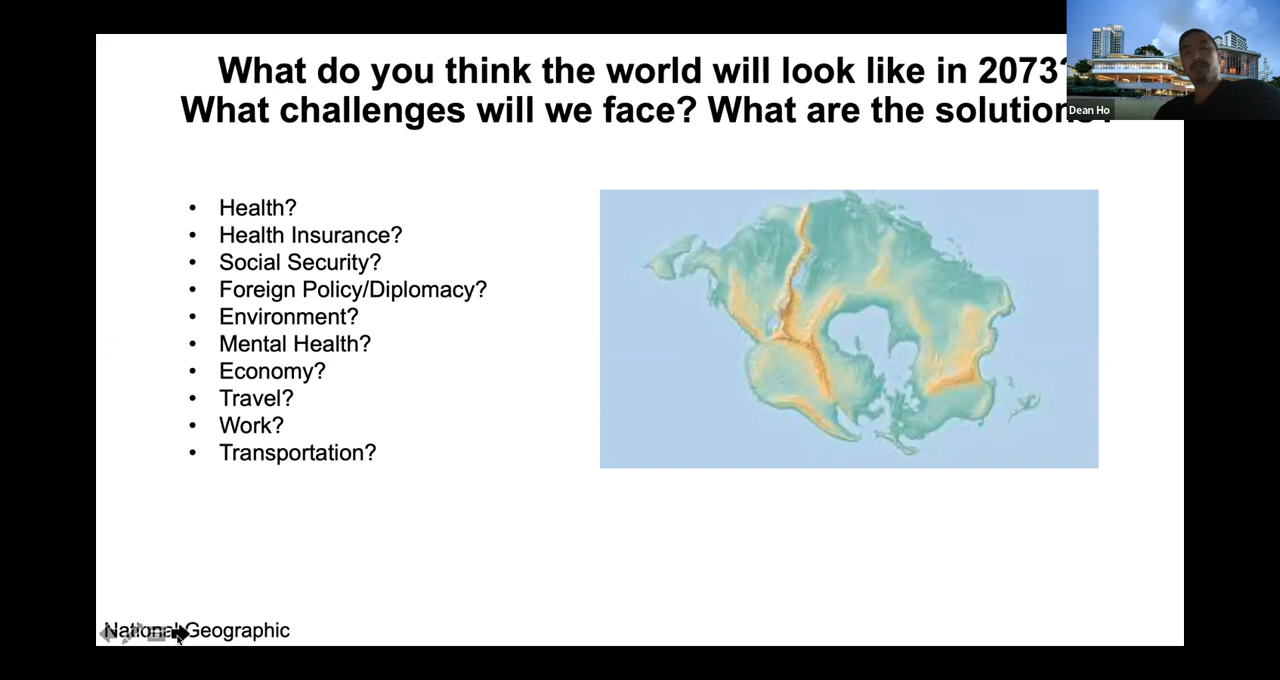 What do you think the world will look like in 2073?
What challenges will we face? What are the solutions?
Dean Ho
• Health?
• Health Insurance?
• Social Security?
• Foreign Policy/Diplomacy?
• Environment?
• Mental Health?
• Economy?
• Travel?
• Work?
• Transportation?
National Geographic